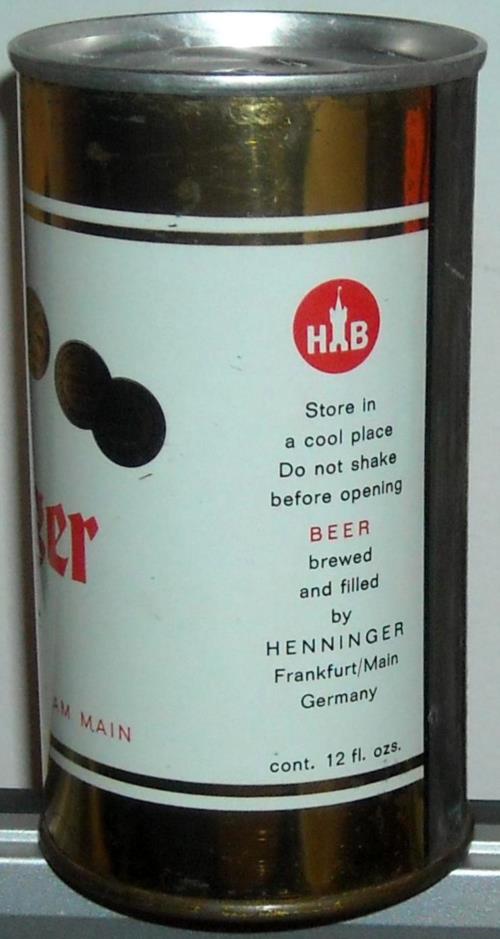 HB
Store in
a cool place
Do not shake
before opening
BEER
brewed
and filled
by
HENNINGER
Frankfurt/Main
Germany
cont. 12 fl. ozs.
er
AM MAIN